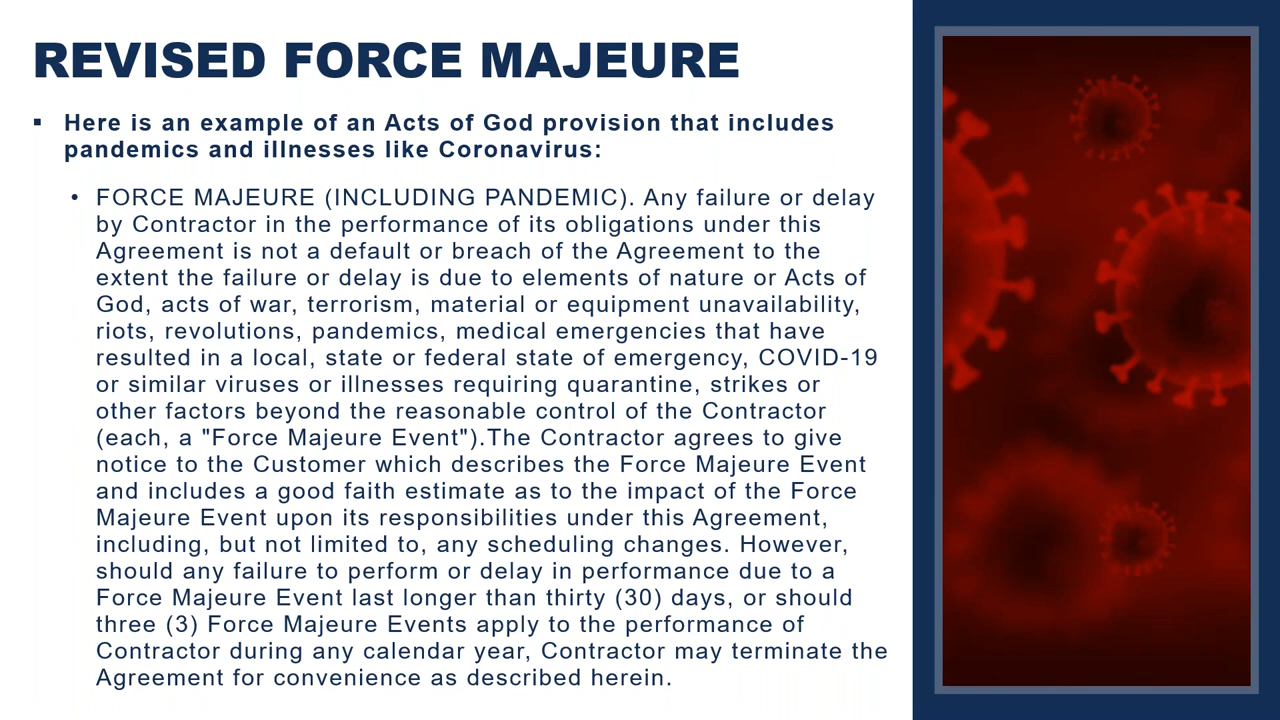 REVISED FORCE MAJEURE
▪ Here is an example of an Acts of God provision that includes
pandemics and illnesses like Coronavirus:
• FORCE MAJEURE (INCLUDING PANDEMIC). Any failure or delay
by Contractor in the performance of its obligations under this
Agreement is not a default or breach of the Agreement to the
extent the failure or delay is due to elements of nature or Acts of
God, acts of war, terrorism, material or equipment unavailability,
riots, revolutions, pandemics, medical emergencies that have
resulted in a local, state or federal state of emergency, COVID-19
or similar viruses or illnesses requiring quarantine, strikes or
other factors beyond the reasonable control of the Contractor
(each, a "Force Majeure Event").The Contractor agrees to give
notice to the Customer which describes the Force Majeure Event
and includes a good faith estimate as to the impact of the Force
Majeure Event upon its responsibilities under this Agreement,
including, but not limited to, any scheduling changes. However,
should any failure to perform or delay in performance due to a
Force Majeure Event last longer than thirty (30) days, or should
three (3) Force Majeure Events apply to the performance of
Contractor during any calendar year, Contractor may terminate the
Agreement for convenience as described herein.